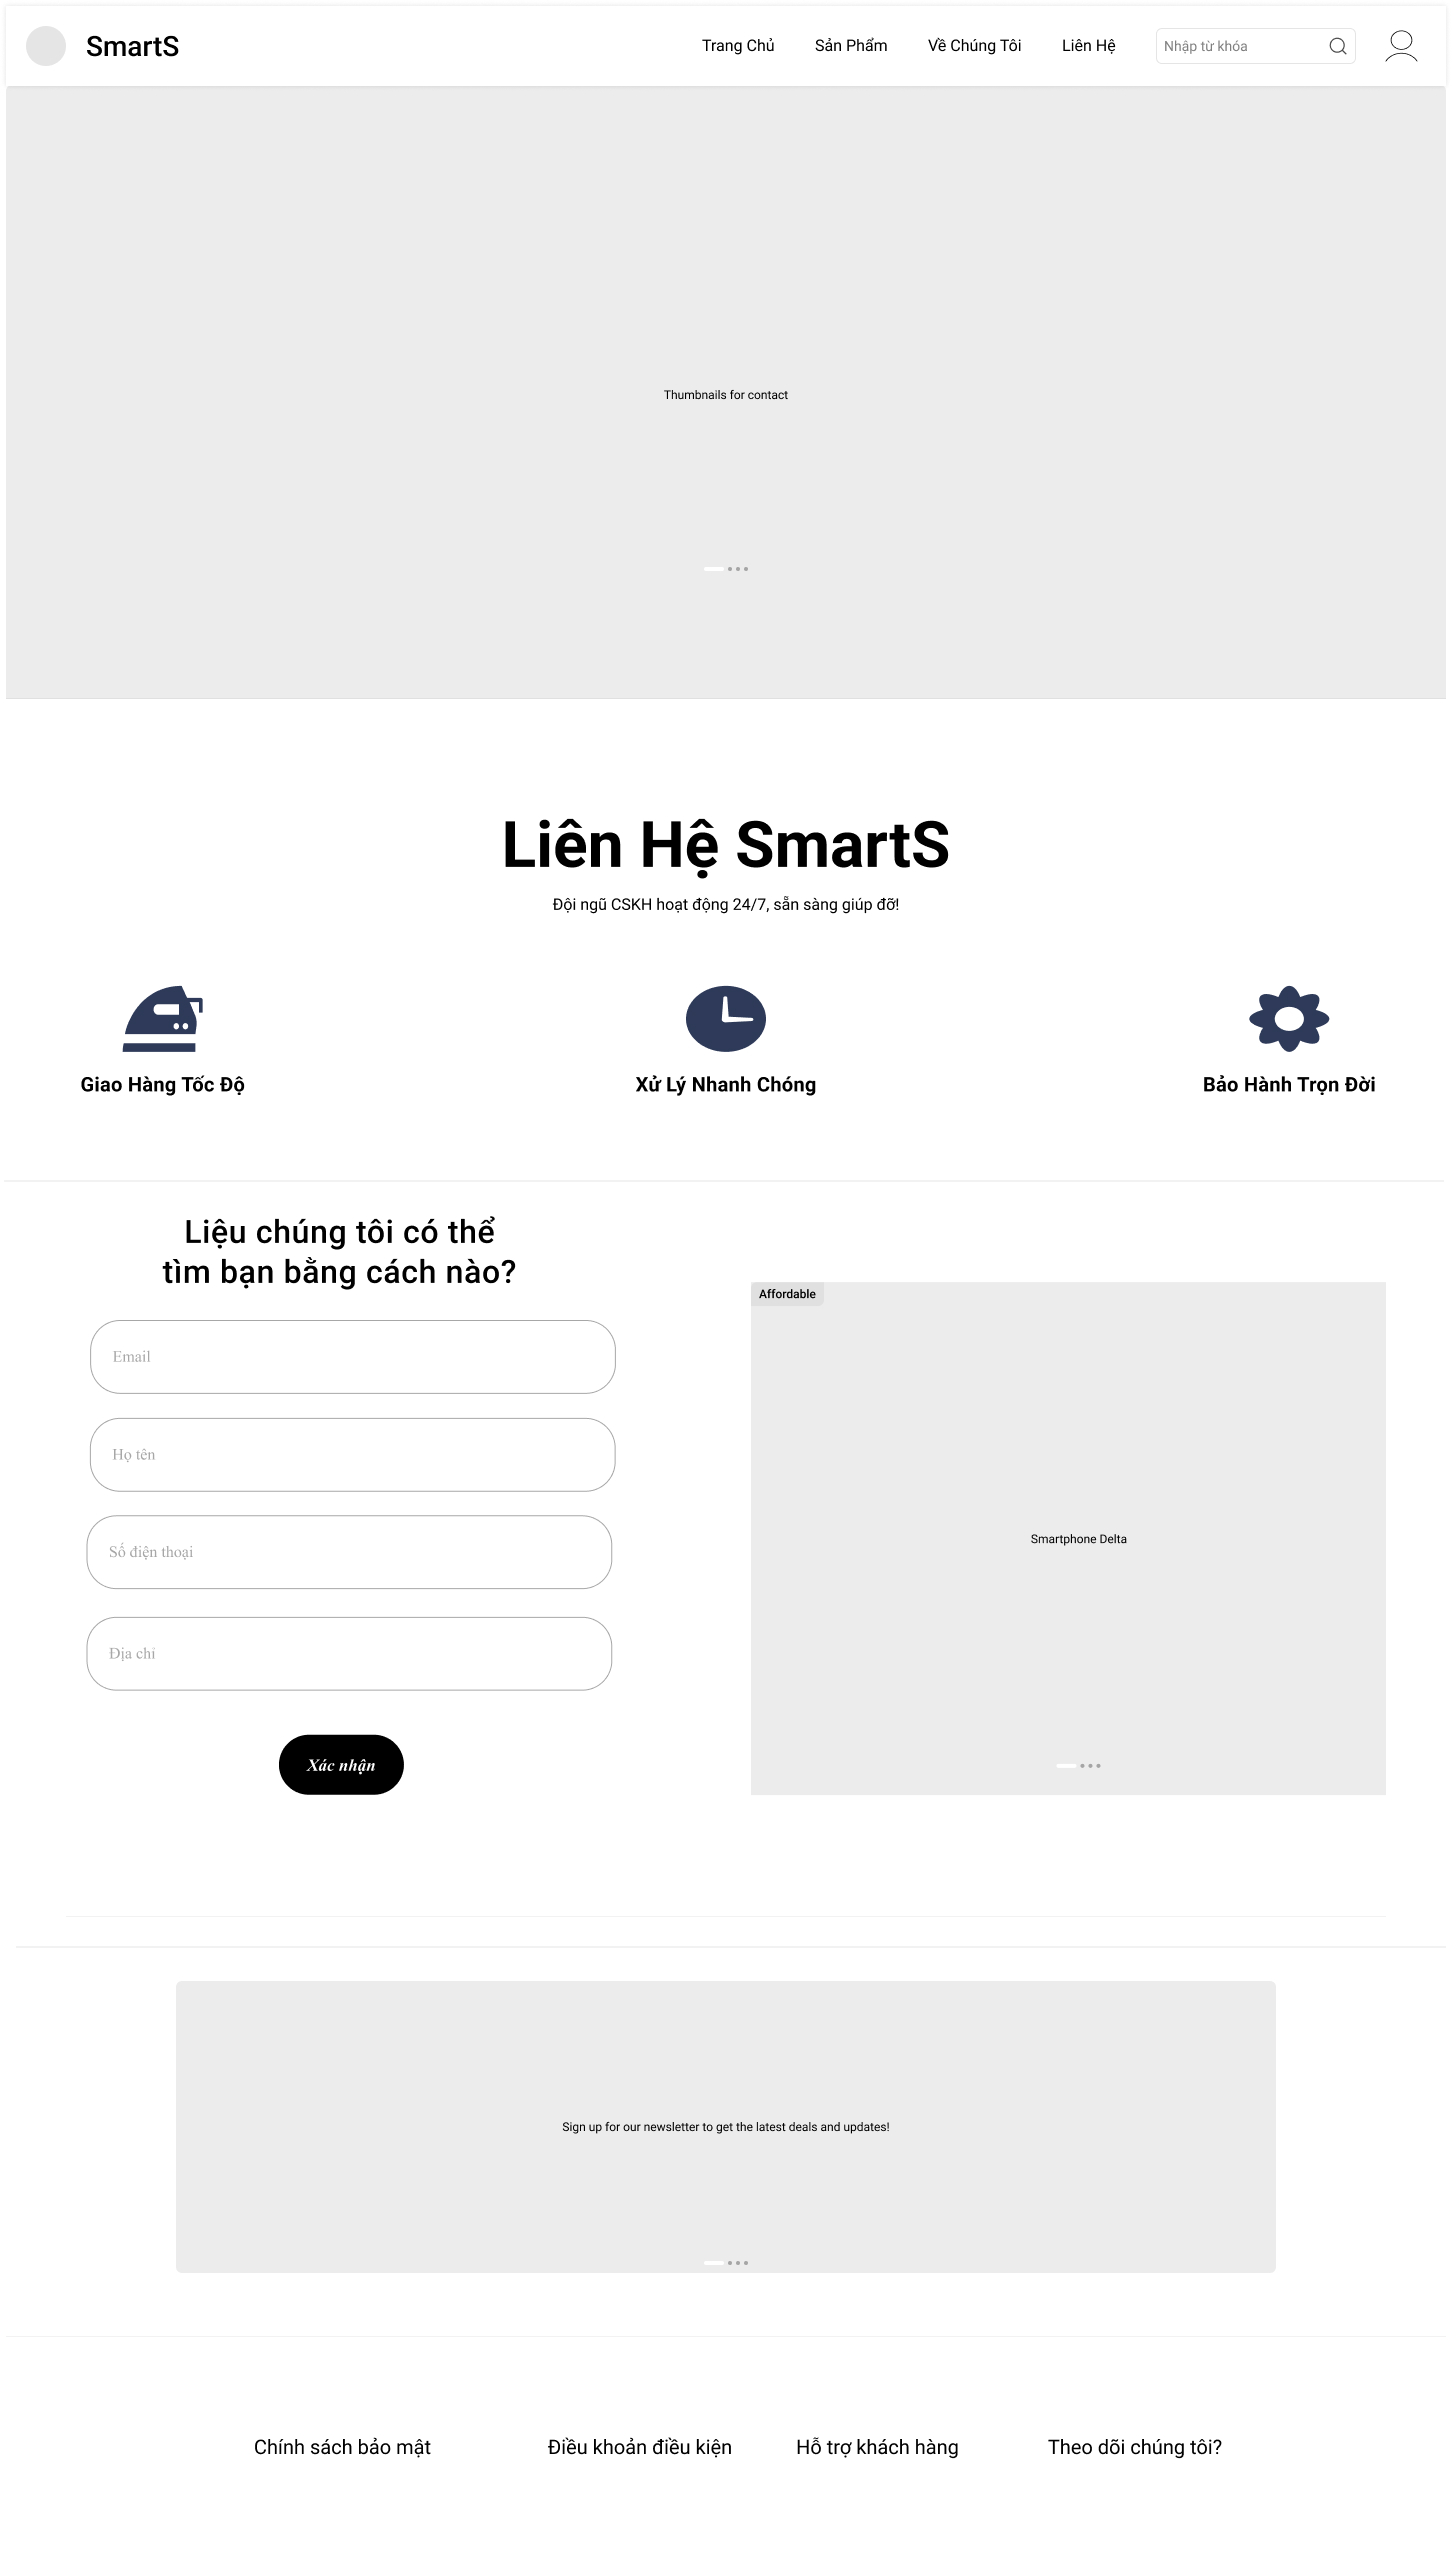 SmartS
Trang Chủ
Sản Phẩm
Về Chúng Tôi
Liên Hệ
Nhập từ khóa
Thumbnails for contact
Liên Hệ SmartS
Đội ngũ CSKH hoạt động 24/7, sẵn sàng giúp đỡ!
Giao Hàng Tốc Độ
Xử Lý Nhanh Chóng
Bảo Hành Trọn Đời
Liệu chúng tôi có thể
tìm bạn bằng cách nào?
Email
Họ tên
Số điện thoại
Địa chỉ
Xác nhận
Affordable
Smartphone Delta
Sign up for our newsletter to get the latest deals and updates!
Chính sách bảo mật
Điều khoản điều kiện
Hỗ trợ khách hàng
Theo dõi chúng tôi?